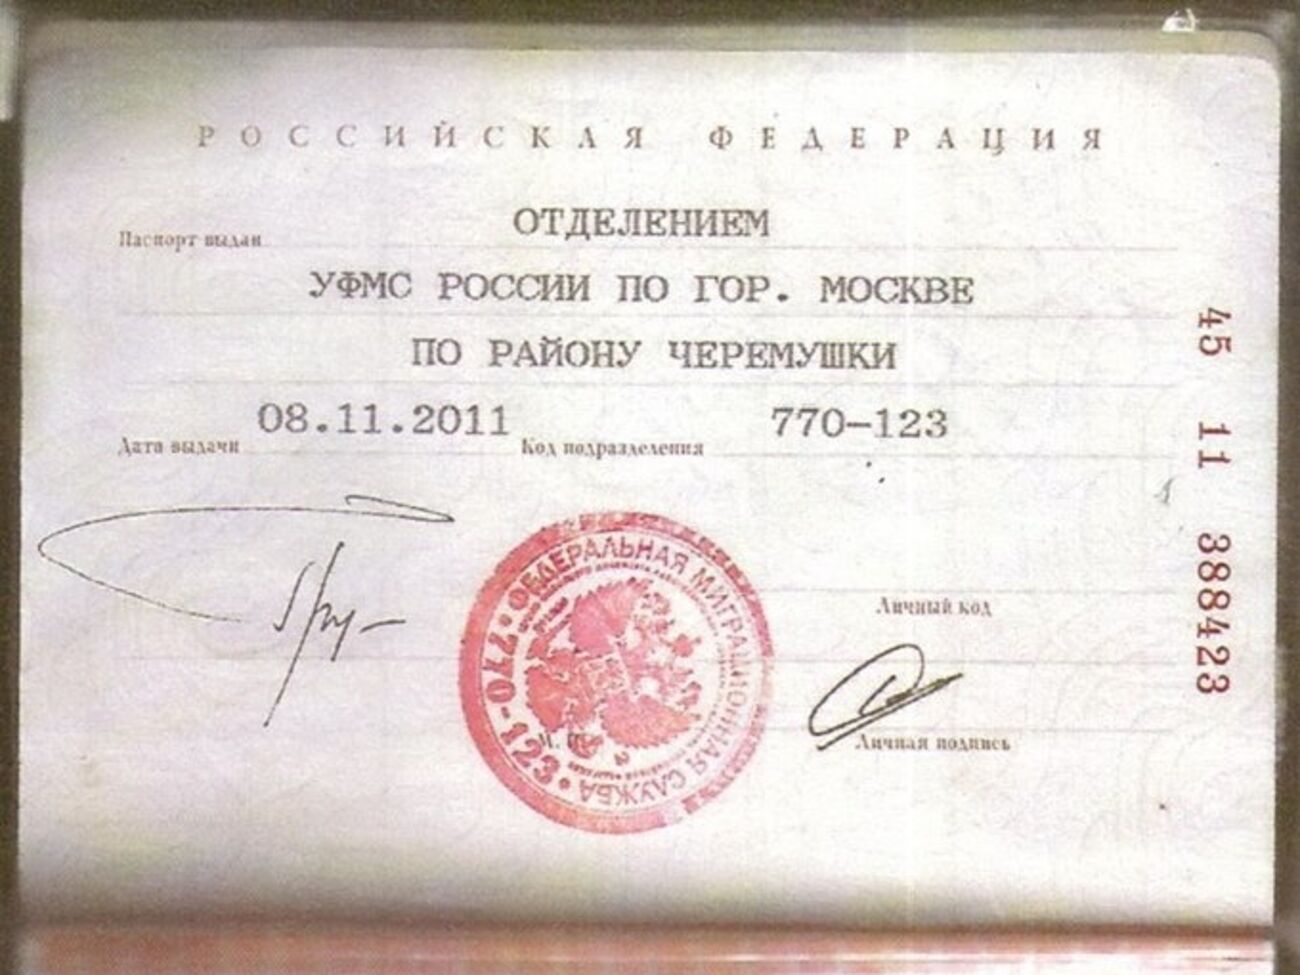 РОССИЙСКАЯ ФЕДЕРАЦИЯ
Паспорт выдан ОТДЕЛЕНИЕМ
УФМС РОССИИ ПО ГОР. МОСКВЕ
ПО РАЙОНУ ЧЕРЕМУШКИ
Дата выдачи 08.11.2011 Код подразделения 770-123
45 11 388423
ФЕДЕРАЛЬНАЯ МИГРАЦИОННАЯ СЛУЖБА
770-123
Личный код
Личная подпись